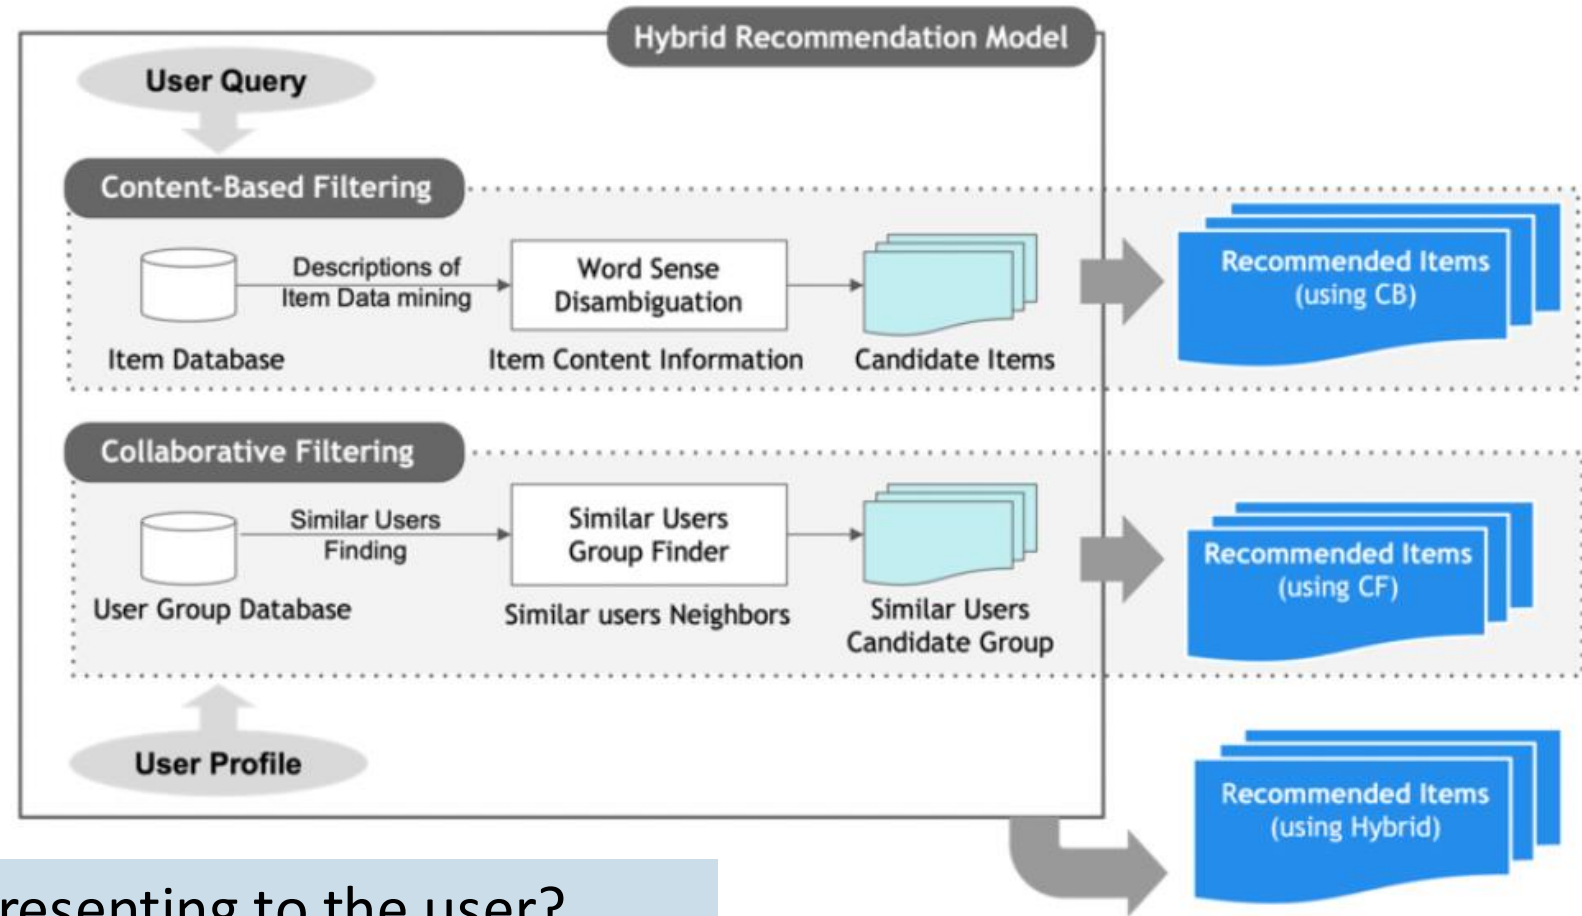 Hybrid Recommendation Model
User Query
Content-Based Filtering
Descriptions of
Item Data mining
Word Sense
Disambiguation
Item Database
Item Content Information
Candidate Items
Recommended Items
(using CB)
Collaborative Filtering
Similar Users
Finding
Similar Users
Group Finder
User Group Database
Similar users Neighbors
Similar Users
Candidate Group
Recommended Items
(using CF)
User Profile
Recommended Items
(using Hybrid)
to the user?